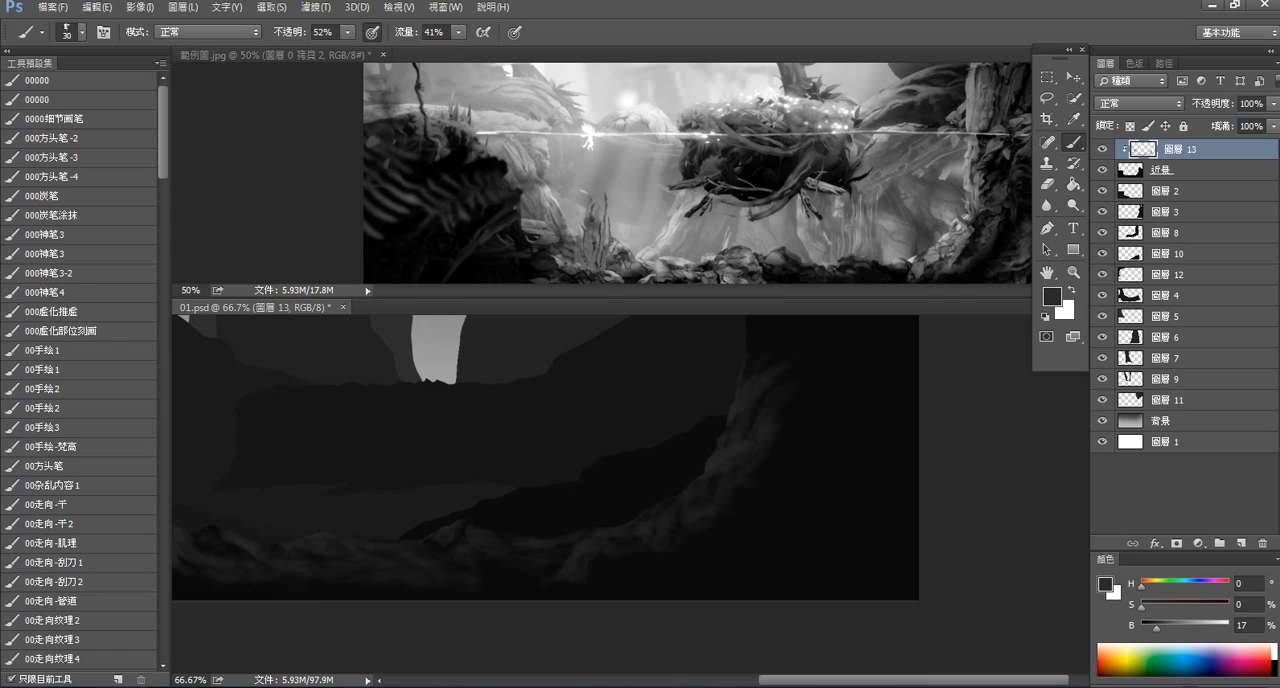 Ps 檔案(F) 編輯(E) 影像(I) 圖層(L) 文字(Y) 選取(S) 濾鏡(T) 3D(D) 檢視(V) 視窗(W) 說明(H)
30 模式: 正常 不透明: 52% 流量: 41% 基本功能
工具預設集
00000
00000
0000细节画笔
000方头笔-2
000方头笔-3
000方头笔-4
000炭笔
000炭笔涂抹
000神笔3
000神笔3
000神笔3-2
000神笔4
000虚化推虚
000虚化部位刻画
00手绘1
00手绘1
00手绘2
00手绘2
00手绘3
00手绘-梵高
00方头笔
00杂乱内容1
00走向-干
00走向-干2
00走向-肌理
00走向-刮刀1
00走向-刮刀2
00走向-管道
00走向纹理2
00走向纹理3
00走向纹理4
只限目前工具
範例圖.jpg @ 50% (圖層 0 拷貝 2, RGB/8#) *
50% 文件: 5.93M/17.8M
01.psd @ 66.7% (圖層 13, RGB/8) *
66.67% 文件: 5.93M/97.9M
圖層 色版 路徑
種類
正常 不透明度: 100%
鎖定: 填滿: 100%
圖層 13
近景
圖層 2
圖層 3
圖層 8
圖層 10
圖層 12
圖層 4
圖層 5
圖層 6
圖層 7
圖層 9
圖層 11
背景
圖層 1
fx
顏色
H 0 °
S 0 %
B 17 %